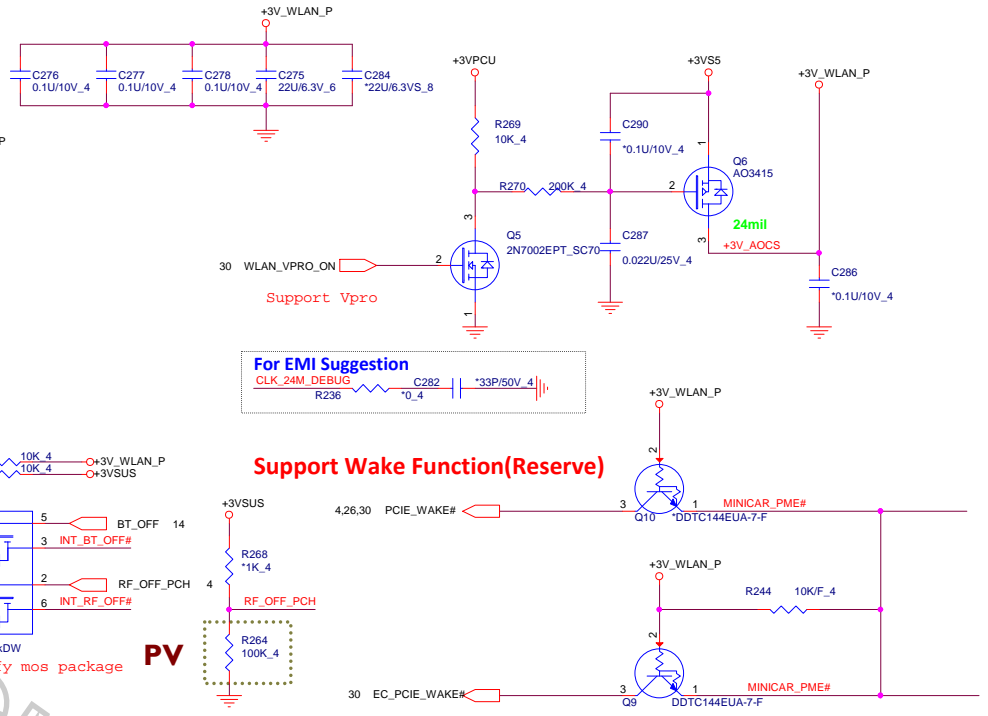 +3V_WLAN_P
C276
0.1U/10V_4
C277
0.1U/10V_4
C278
0.1U/10V_4
C275
22U/6.3V_6
C284
*22U/6.3VS_8
P
+3VPCU
R269
10K_4
R270
200K_4
3
Q5
2N7002EPT_SC70
2
1
30 WLAN_VPRO_ON
Support Vpro
+3VS5
C290
*0.1U/10V_4
1
Q6
AO3415
2
3
24mil
+3V_AOCS
C287
0.022U/25V_4
+3V_WLAN_P
C286
*0.1U/10V_4
For EMI Suggestion
CLK_24M_DEBUG
R236
*0_4
C282
*33P/50V_4
Support Wake Function(Reserve)
10K_4
+3V_WLAN_P
10K_4
+3VSUS
5
BT_OFF 14
3
INT_BT_OFF#
2
RF_OFF_PCH 4
6
INT_RF_OFF#
kDW
fy mos package
PV
+3VSUS
R268
*1K_4
RF_OFF_PCH
R264
100K_4
+3V_WLAN_P
2
4,26,30 PCIE_WAKE#
3
1
MINICAR_PME#
Q10
*DDTC144EUA-7-F
+3V_WLAN_P
R244
10K/F_4
2
30 EC_PCIE_WAKE#
3
1
MINICAR_PME#
Q9
DDTC144EUA-7-F